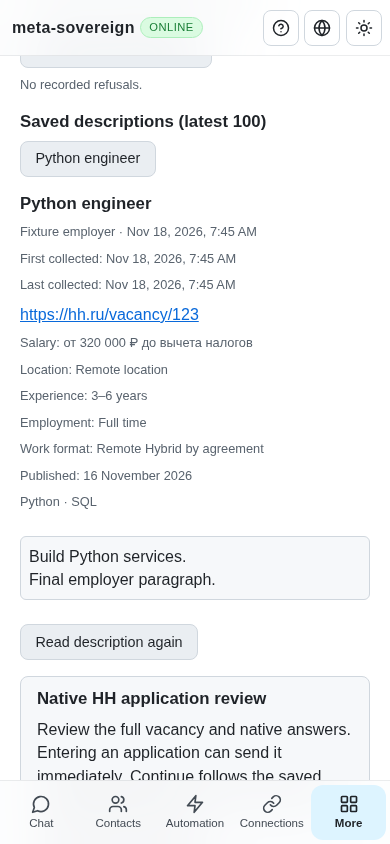 meta-sovereign ONLINE
No recorded refusals.
Saved descriptions (latest 100)
Python engineer
Python engineer
Fixture employer · Nov 18, 2026, 7:45 AM
First collected: Nov 18, 2026, 7:45 AM
Last collected: Nov 18, 2026, 7:45 AM
https://hh.ru/vacancy/123
Salary: от 320 000 ₽ до вычета налогов
Location: Remote location
Experience: 3–6 years
Employment: Full time
Work format: Remote Hybrid by agreement
Published: 16 November 2026
Python · SQL
Build Python services.
Final employer paragraph.
Read description again
Native HH application review
Review the full vacancy and native answers.
Entering an application can send it
immediately. Continue follows the saved
Chat Contacts Automation Connections More